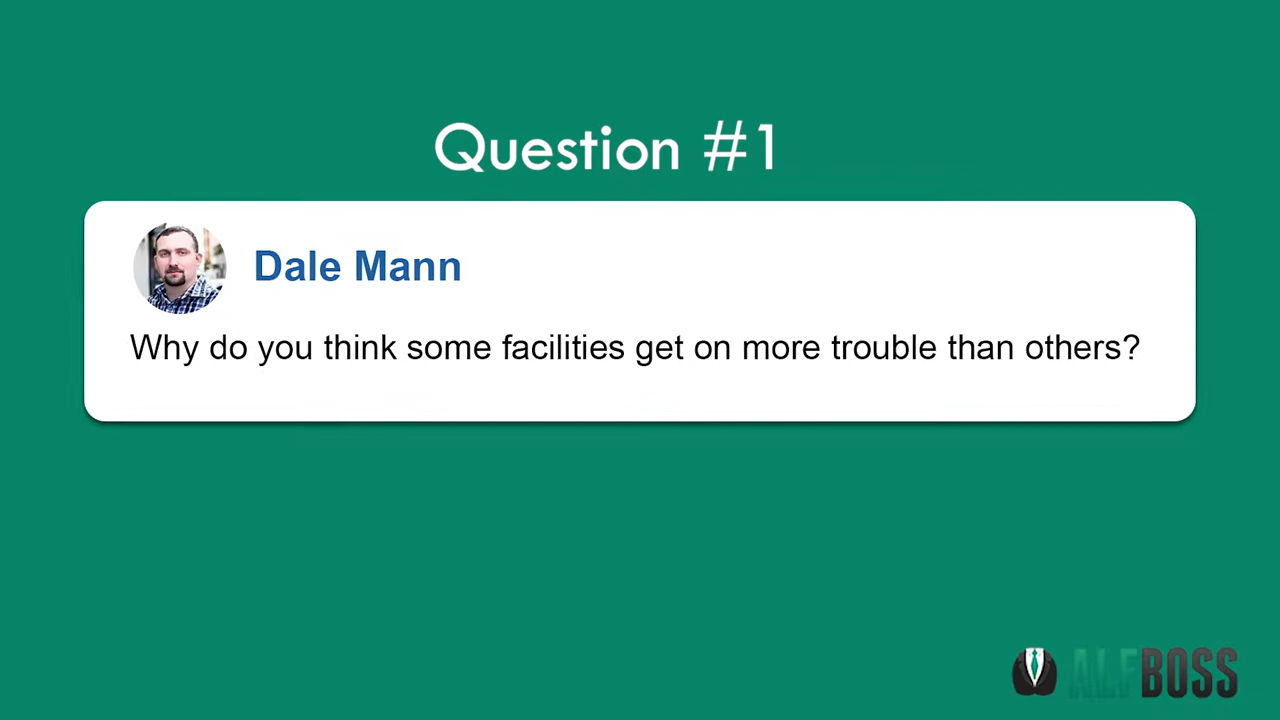 Question #1
Dale Mann
Why do you think some facilities get on more trouble than others?
ALFBOSS